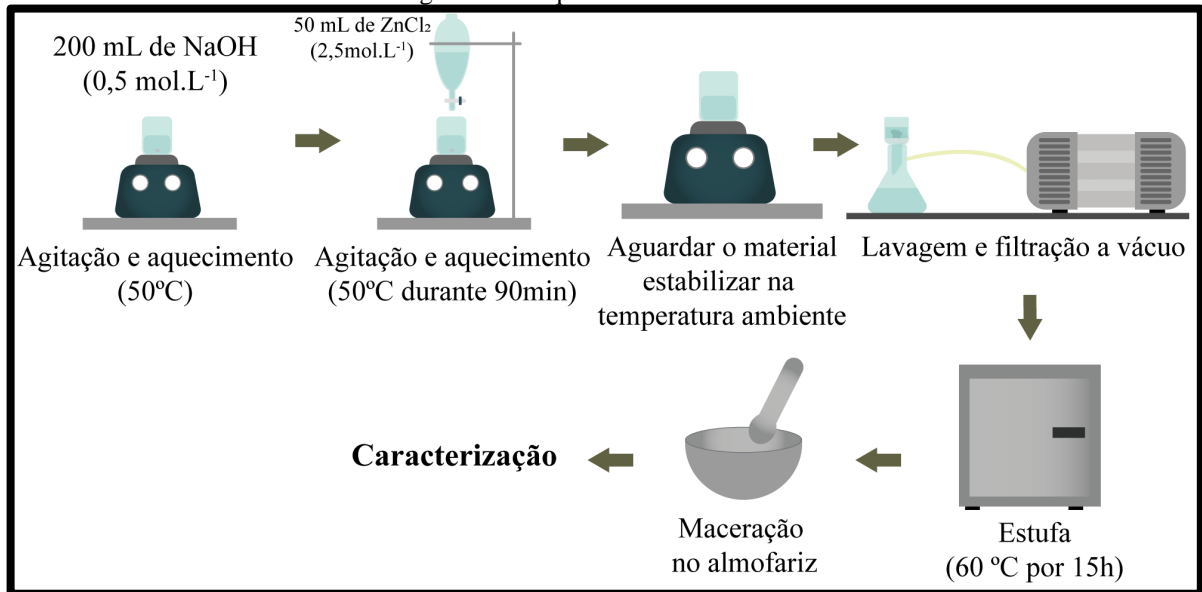 200 mL de NaOH
(0,5 mol.L⁻¹)
50 mL de ZnCl₂
(2,5mol.L⁻¹)
Agitação e aquecimento
(50ºC)
Agitação e aquecimento
(50ºC durante 90min)
Aguardar o material
estabilizar na
temperatura ambiente
Lavagem e filtração a vácuo
Estufa
(60 ºC por 15h)
Maceração
no almofariz
Caracterização